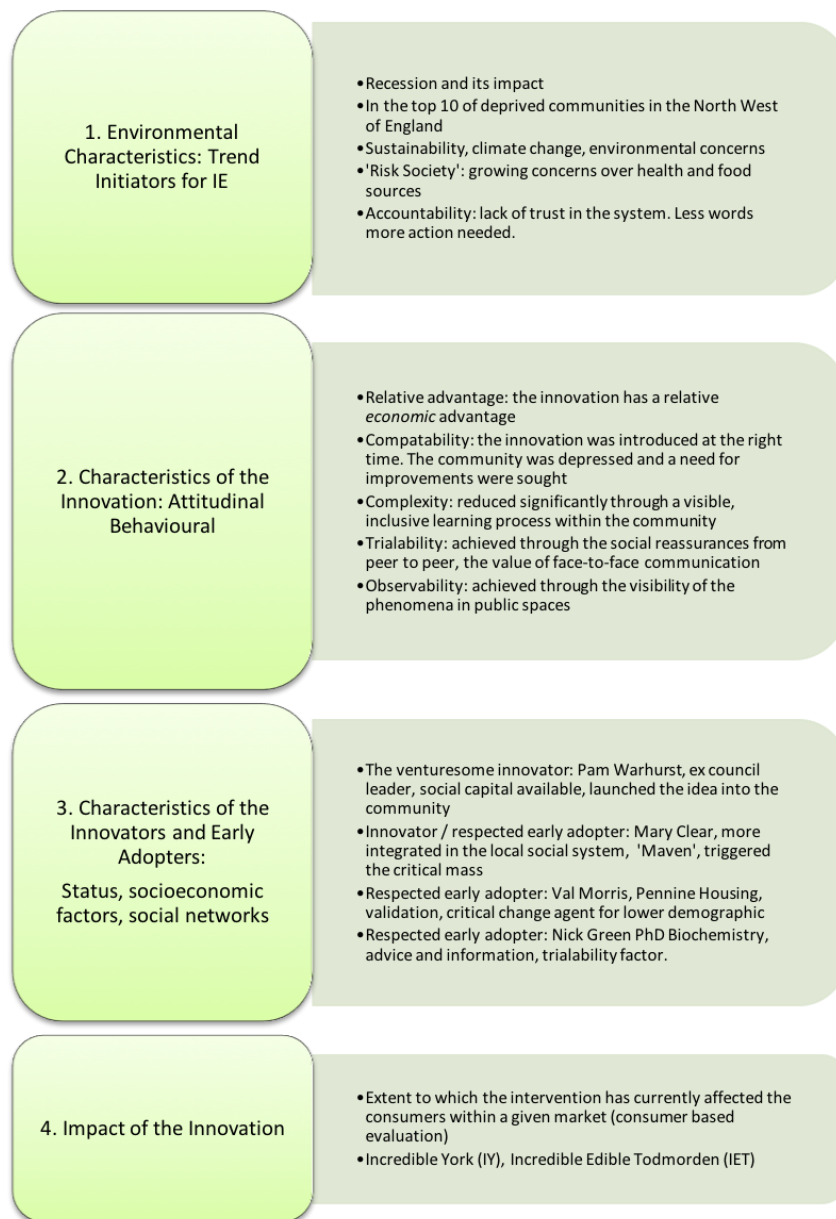 1. Environmental
Characteristics: Trend
Initiators for IE
•Recession and its impact
•In the top 10 of deprived communities in the North West
of England
•Sustainability, climate change, environmental concerns
•'Risk Society': growing concerns over health and food
sources
•Accountability: lack of trust in the system. Less words
more action needed.
2. Characteristics of the
Innovation: Attitudinal
Behavioural
•Relative advantage: the innovation has a relative
economic advantage
•Compatability: the innovation was introduced at the right
time. The community was depressed and a need for
improvements were sought
•Complexity: reduced significantly through a visible,
inclusive learning process within the community
•Trialability: achieved through the social reassurances from
peer to peer, the value of face-to-face communication
•Observability: achieved through the visibility of the
phenomena in public spaces
3. Characteristics of the
Innovators and Early
Adopters:
Status, socioeconomic
factors, social networks
•The venturesome innovator: Pam Warhurst, ex council
leader, social capital available, launched the idea into the
community
•Innovator / respected early adopter: Mary Clear, more
integrated in the local social system, 'Maven', triggered
the critical mass
•Respected early adopter: Val Morris, Pennine Housing,
validation, critical change agent for lower demographic
•Respected early adopter: Nick Green PhD Biochemistry,
advice and information, trialability factor.
4. Impact of the Innovation
•Extent to which the intervention has currently affected the
consumers within a given market (consumer based
evaluation)
•Incredible York (IY), Incredible Edible Todmorden (IET)